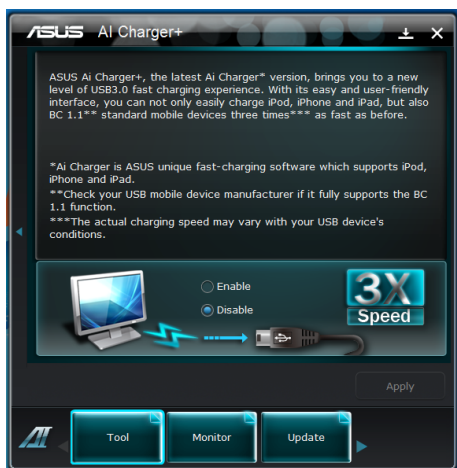 ASUS AI Charger+
ASUS Ai Charger+, the latest Ai Charger* version, brings you to a new
level of USB3.0 fast charging experience. With its easy and user-friendly
interface, you can not only easily charge iPod, iPhone and iPad, but also
BC 1.1** standard mobile devices three times*** as fast as before.
*Ai Charger is ASUS unique fast-charging software which supports iPod,
iPhone and iPad.
**Check your USB mobile device manufacturer if it fully supports the BC
1.1 function.
***The actual charging speed may vary with your USB device's
conditions.
Enable
Disable
3X
Speed
Apply
AI
Tool
Monitor
Update